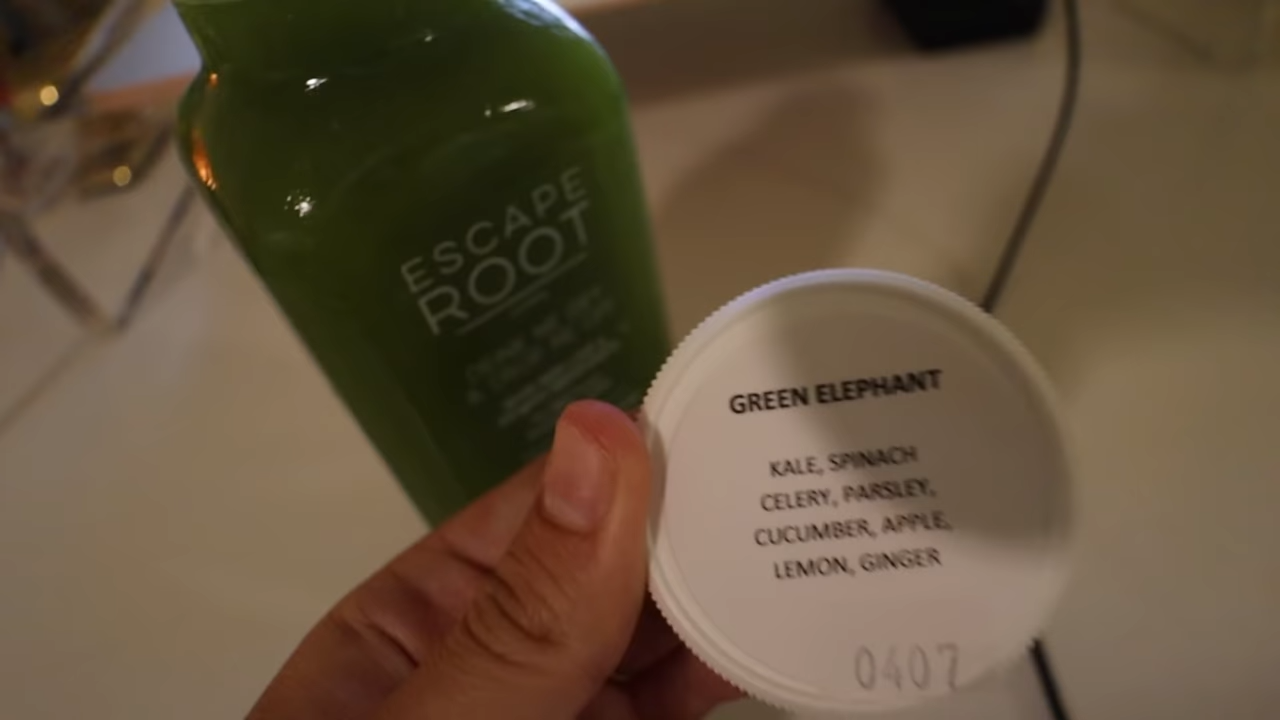 ESCAPE
ROOT
GREEN ELEPHANT
KALE, SPINACH
CELERY, PARSLEY,
CUCUMBER, APPLE,
LEMON, GINGER
0407